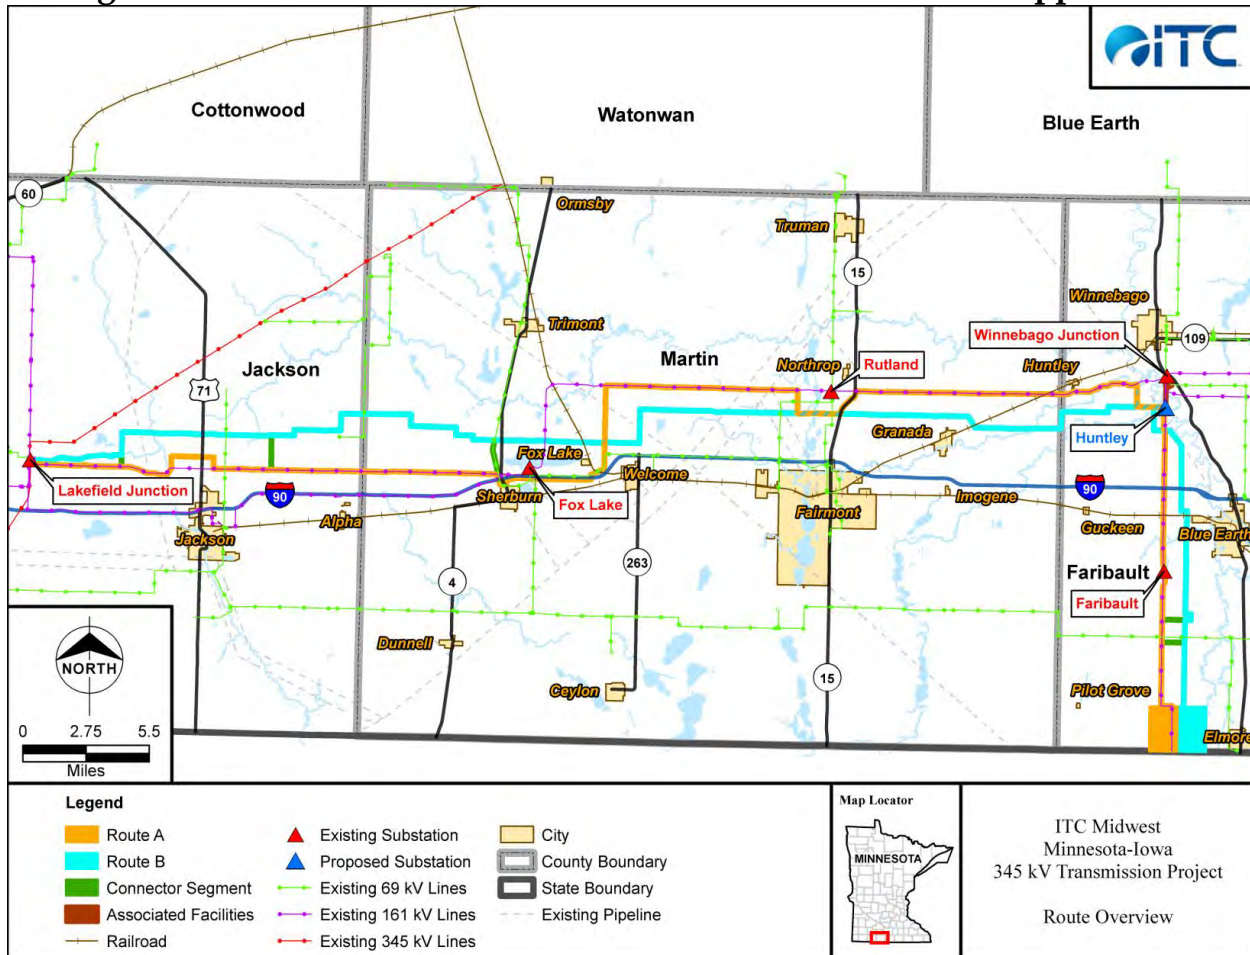 ITC
Cottonwood
Watonwan
Blue Earth
60
Ormsby
Truman
15
Winnebago
Trimont
Winnebago Junction
109
Martin
Northrop
Rutland
Huntley
Jackson
71
Granada
Huntley
Fox Lake
Welcome
Lakefield Junction
90
Sherburn
Fox Lake
Imogene
90
Alpha
Fairmont
Guckeen
Blue Earth
Jackson
263
4
Faribault
Faribault
NORTH
Dunnell
15
Ceylon
Pilot Grove
0 2.75 5.5
Miles
Elmore
Legend
Route A
Route B
Connector Segment
Associated Facilities
Railroad
Existing Substation
Proposed Substation
Existing 69 kV Lines
Existing 161 kV Lines
Existing 345 kV Lines
City
County Boundary
State Boundary
Existing Pipeline
Map Locator
MINNESOTA
ITC Midwest
Minnesota-Iowa
345 kV Transmission Project
Route Overview